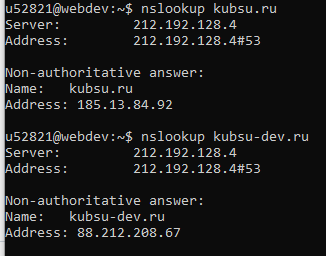 u52821@webdev:~$ nslookup kubsu.ru
Server:         212.192.128.4
Address:        212.192.128.4#53

Non-authoritative answer:
Name:   kubsu.ru
Address: 185.13.84.92

u52821@webdev:~$ nslookup kubsu-dev.ru
Server:         212.192.128.4
Address:        212.192.128.4#53

Non-authoritative answer:
Name:   kubsu-dev.ru
Address: 88.212.208.67